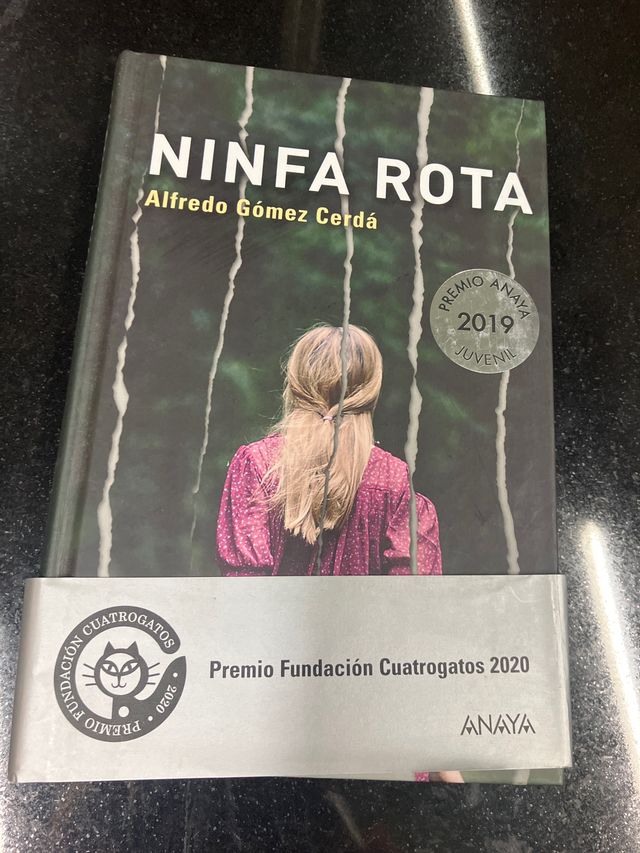 NINFA ROTA
Alfredo Gómez Cerdá
PREMIO ANAYA
2019
JUVENIL
PREMIO FUNDACIÓN CUATROGATOS · 2020 ·
Premio Fundación Cuatrogatos 2020
ANAYA